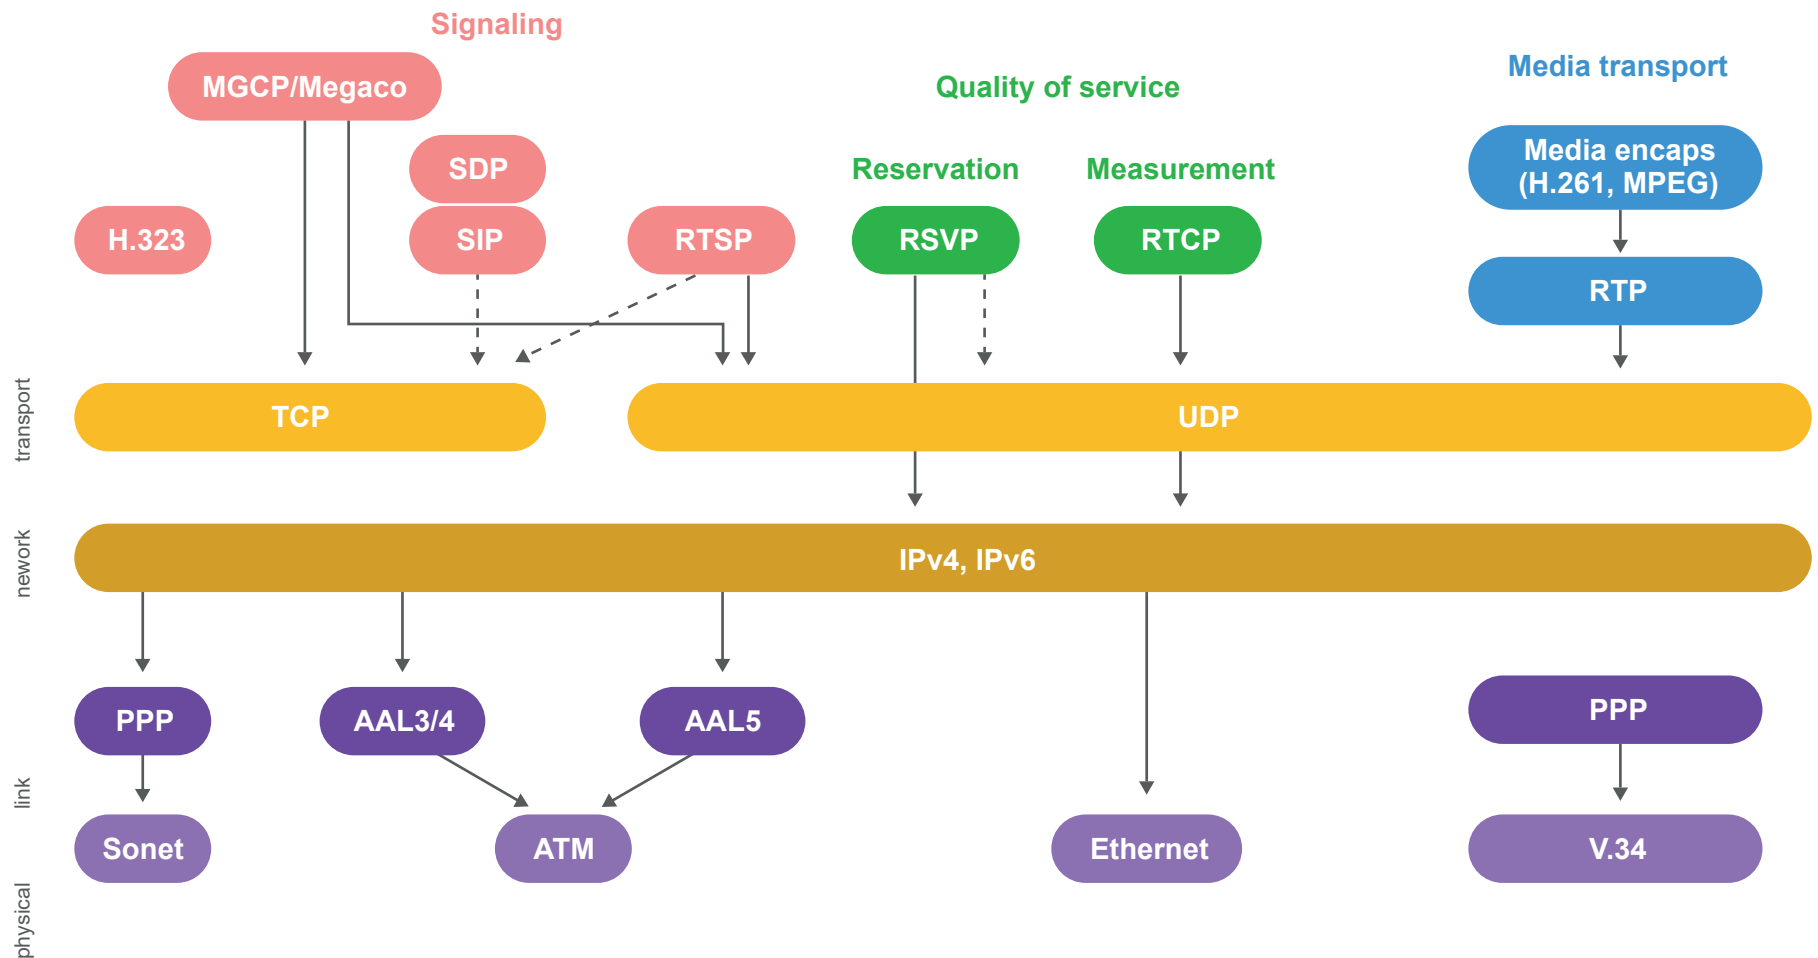 Signaling
MGCP/Megaco
Media transport
Quality of service
SDP
Reservation
Measurement
Media encaps
(H.261, MPEG)
H.323
SIP
RTSP
RSVP
RTCP
RTP
transport
TCP
UDP
nework
IPv4, IPv6
PPP
AAL3/4
AAL5
PPP
link
Sonet
ATM
Ethernet
V.34
physical